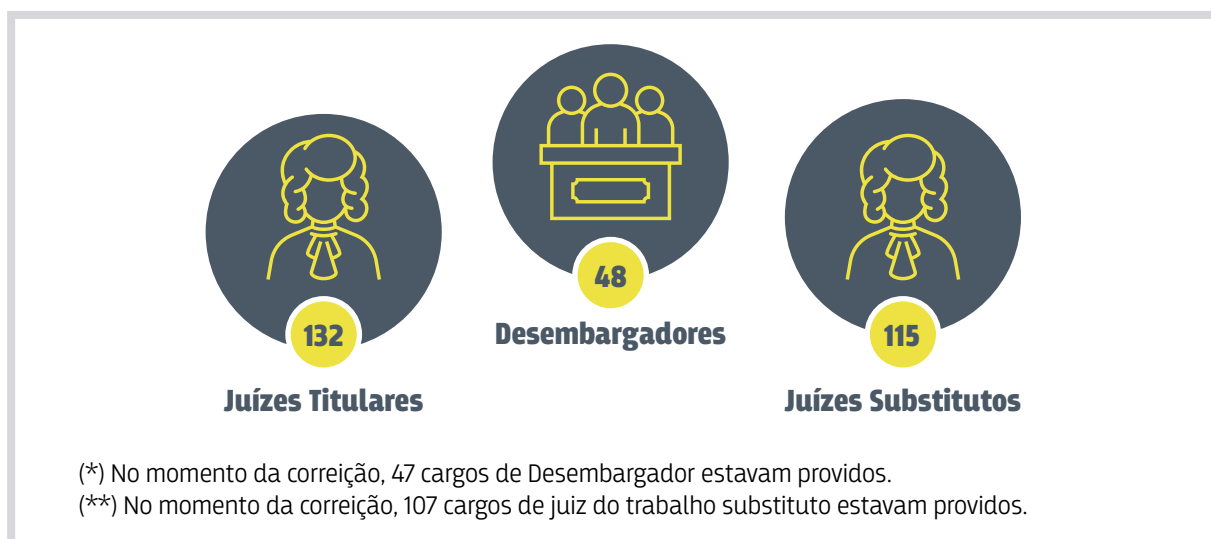 132
Juízes Titulares
48
Desembargadores
115
Juízes Substitutos
(*) No momento da correição, 47 cargos de Desembargador estavam providos.
(**) No momento da correição, 107 cargos de juiz do trabalho substituto estavam providos.